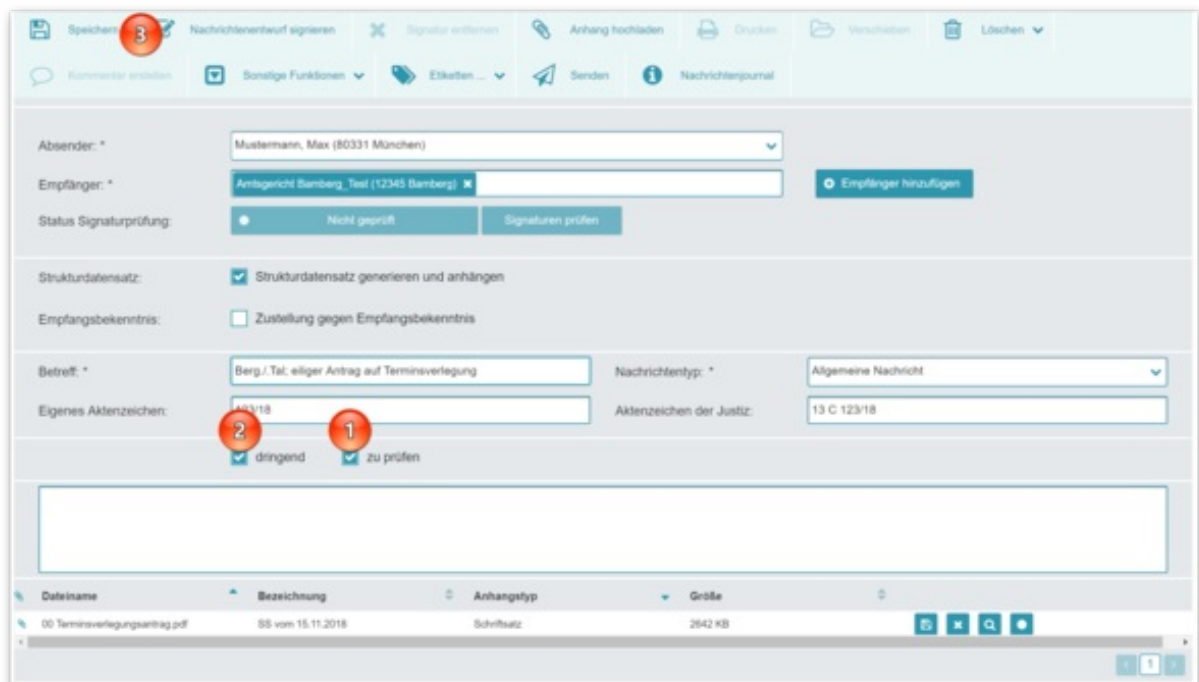 Speichern 3 Nachrichtenentwurf signieren Signatur entfernen Anhang hochladen Drucken Verschieben Löschen
Kommentar erstellen Sonstige Funktionen Etiketten ... Senden Nachrichtenjournal
Absender: * Mustermann, Max (80331 München)
Empfänger: * Amtsgericht Bamberg_Test (12345 Bamberg) Empfänger hinzufügen
Status Signaturprüfung: Nicht geprüft Signaturen prüfen
Strukturdatensatz: Strukturdatensatz generieren und anhängen
Empfangsbekenntnis: Zustellung gegen Empfangsbekenntnis
Betreff: * Berg./.Tal; eiliger Antrag auf Terminsverlegung Nachrichtentyp: * Allgemeine Nachricht
Eigenes Aktenzeichen: Aktenzeichen der Justiz: 13 C 123/18
2 1
dringend zu prüfen
Dateiname Bezeichnung Anhangstyp Größe
00 Terminsverlegungsantrag.pdf SS vom 15.11.2018 Schriftsatz 2642 KB
1